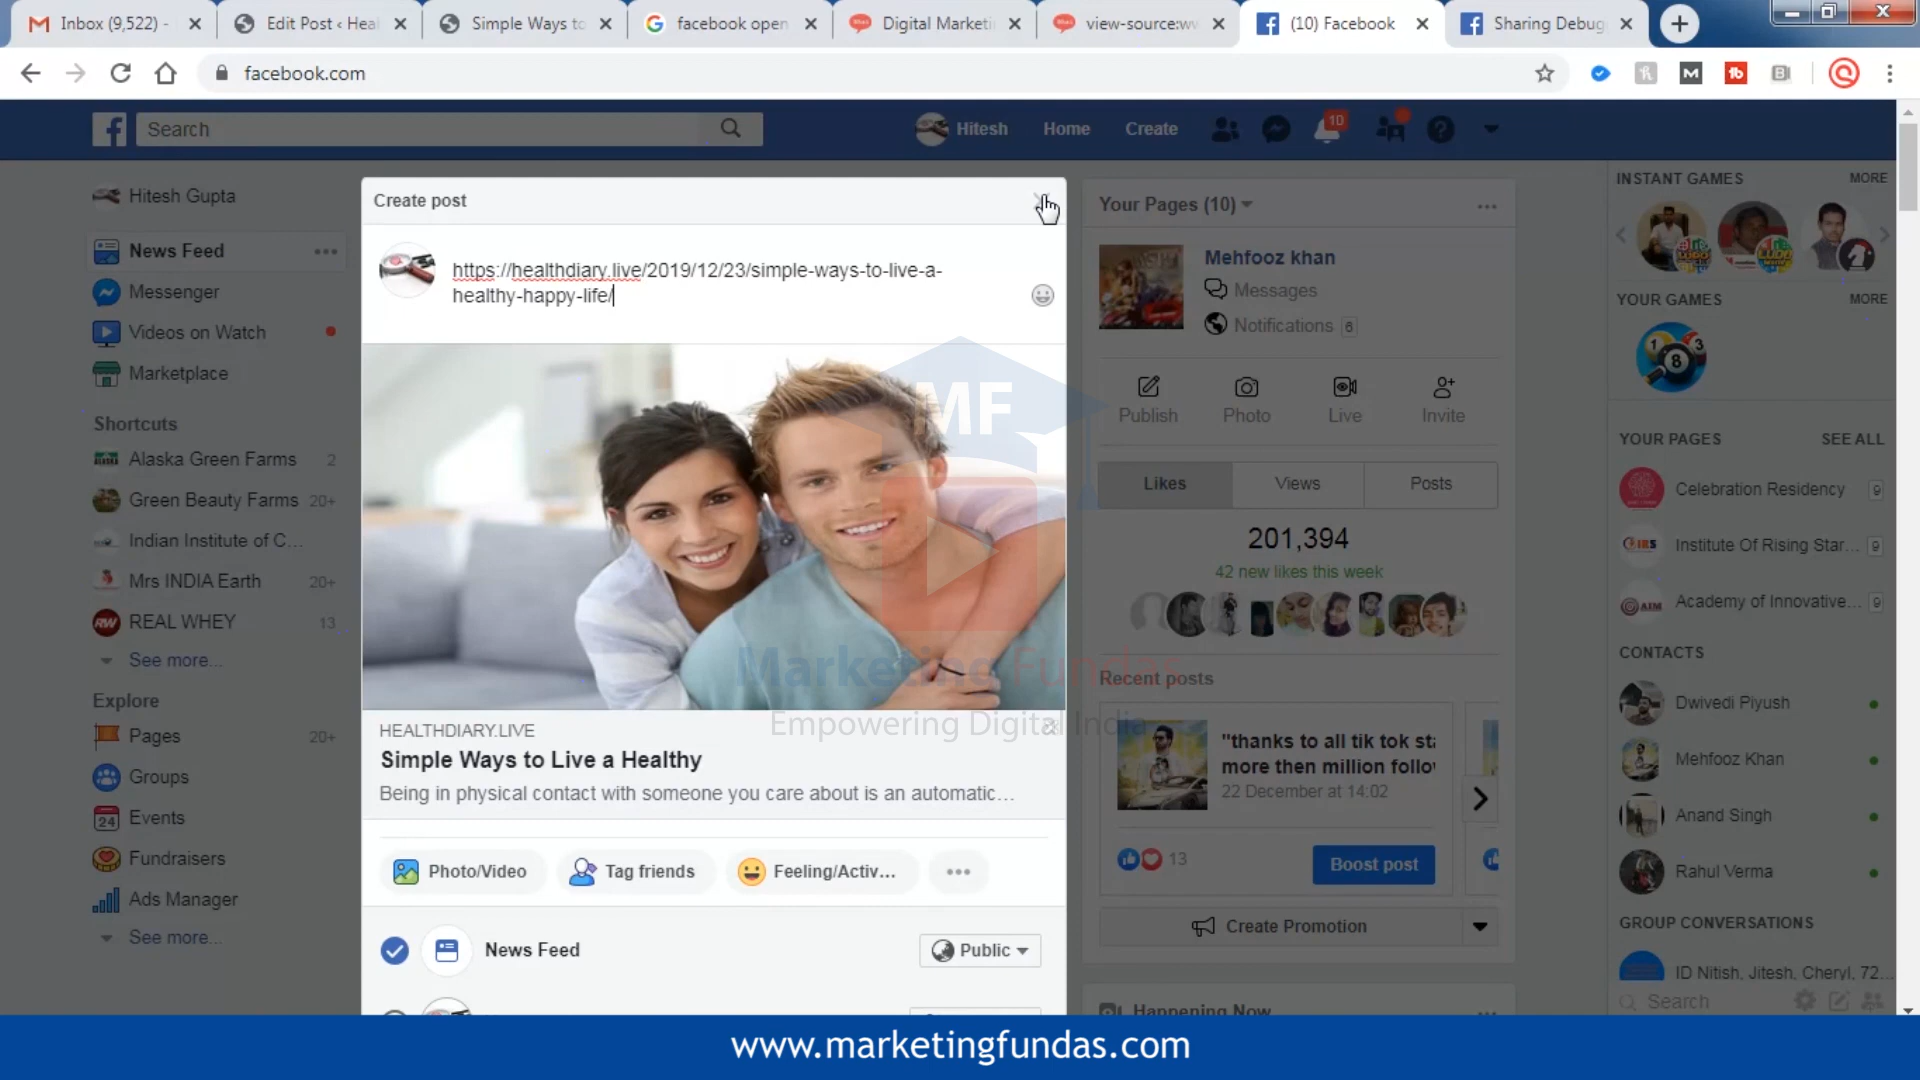 Inbox (9,522) -
Edit Post ‹ Heal
Simple Ways to
facebook open
Digital Marketi
view-source:w
(10) Facebook
Sharing Debug
facebook.com
Search
Hitesh
Home
Create
10
Hitesh Gupta
News Feed
Messenger
Videos on Watch
Marketplace
Shortcuts
Alaska Green Farms 2
Green Beauty Farms 20+
Indian Institute of C...
Mrs INDIA Earth 20+
REAL WHEY 13
See more...
Explore
Pages 20+
Groups
Events
Fundraisers
Ads Manager
See more...
Create post
https://healthdiary.live/2019/12/23/simple-ways-to-live-a-
healthy-happy-life/
MF
Marketing Fundas
Empowering Digital India
HEALTHDIARY.LIVE
Simple Ways to Live a Healthy
Being in physical contact with someone you care about is an automatic...
Photo/Video
Tag friends
Feeling/Activ...
News Feed
Public
Your Pages (10)
Mehfooz khan
Messages
Notifications 6
Publish
Photo
Live
Invite
Likes
Views
Posts
201,394
42 new likes this week
Recent posts
"thanks to all tik tok sta
more then million follow
22 December at 14:02
13
Boost post
Create Promotion
Happening Now
INSTANT GAMES
MORE
YOUR GAMES
MORE
YOUR PAGES
SEE ALL
Celebration Residency 9
Institute Of Rising Star... 9
Academy of Innovative... 9
CONTACTS
Dwivedi Piyush
Mehfooz Khan
Anand Singh
Rahul Verma
GROUP CONVERSATIONS
ID Nitish, Jitesh, Cheryl, 72...
Search
www.marketingfundas.com